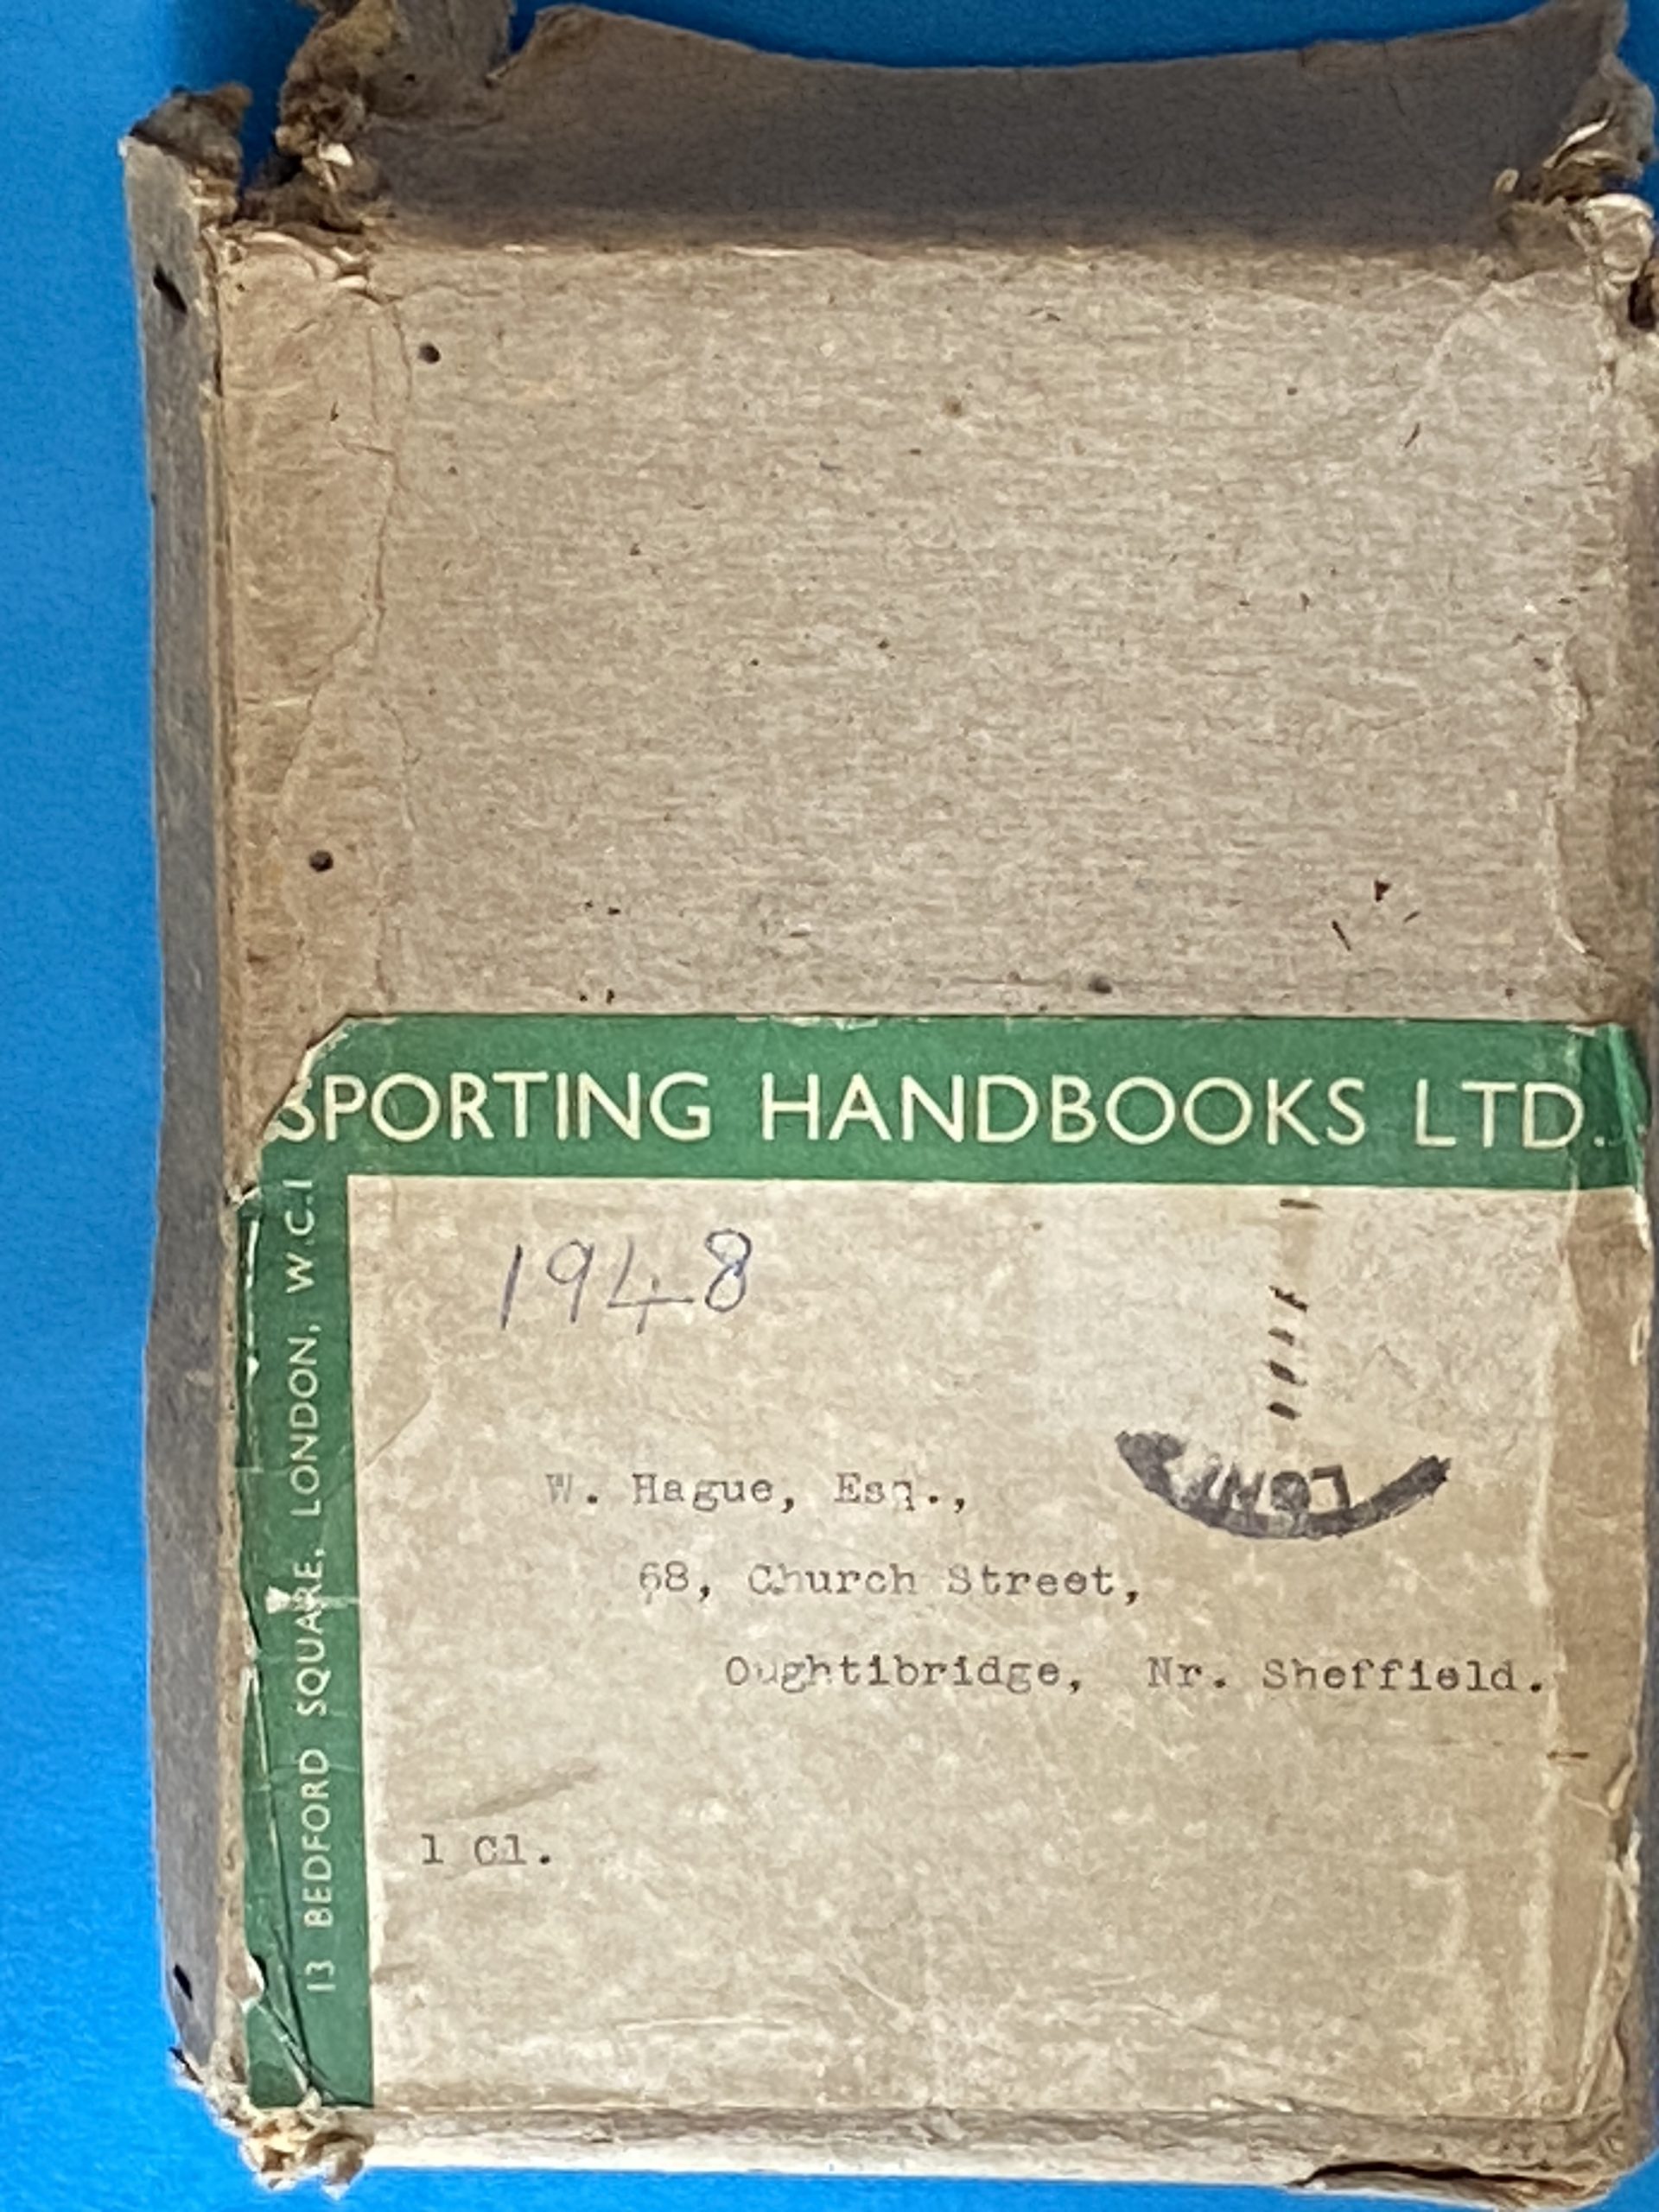 SPORTING HANDBOOKS LTD.
13 BEDFORD SQUARE, LONDON, W.C.1
1948
W. Hague, Esq.,
68, Church Street,
Oughtibridge, Nr. Sheffield.
1 Cl.